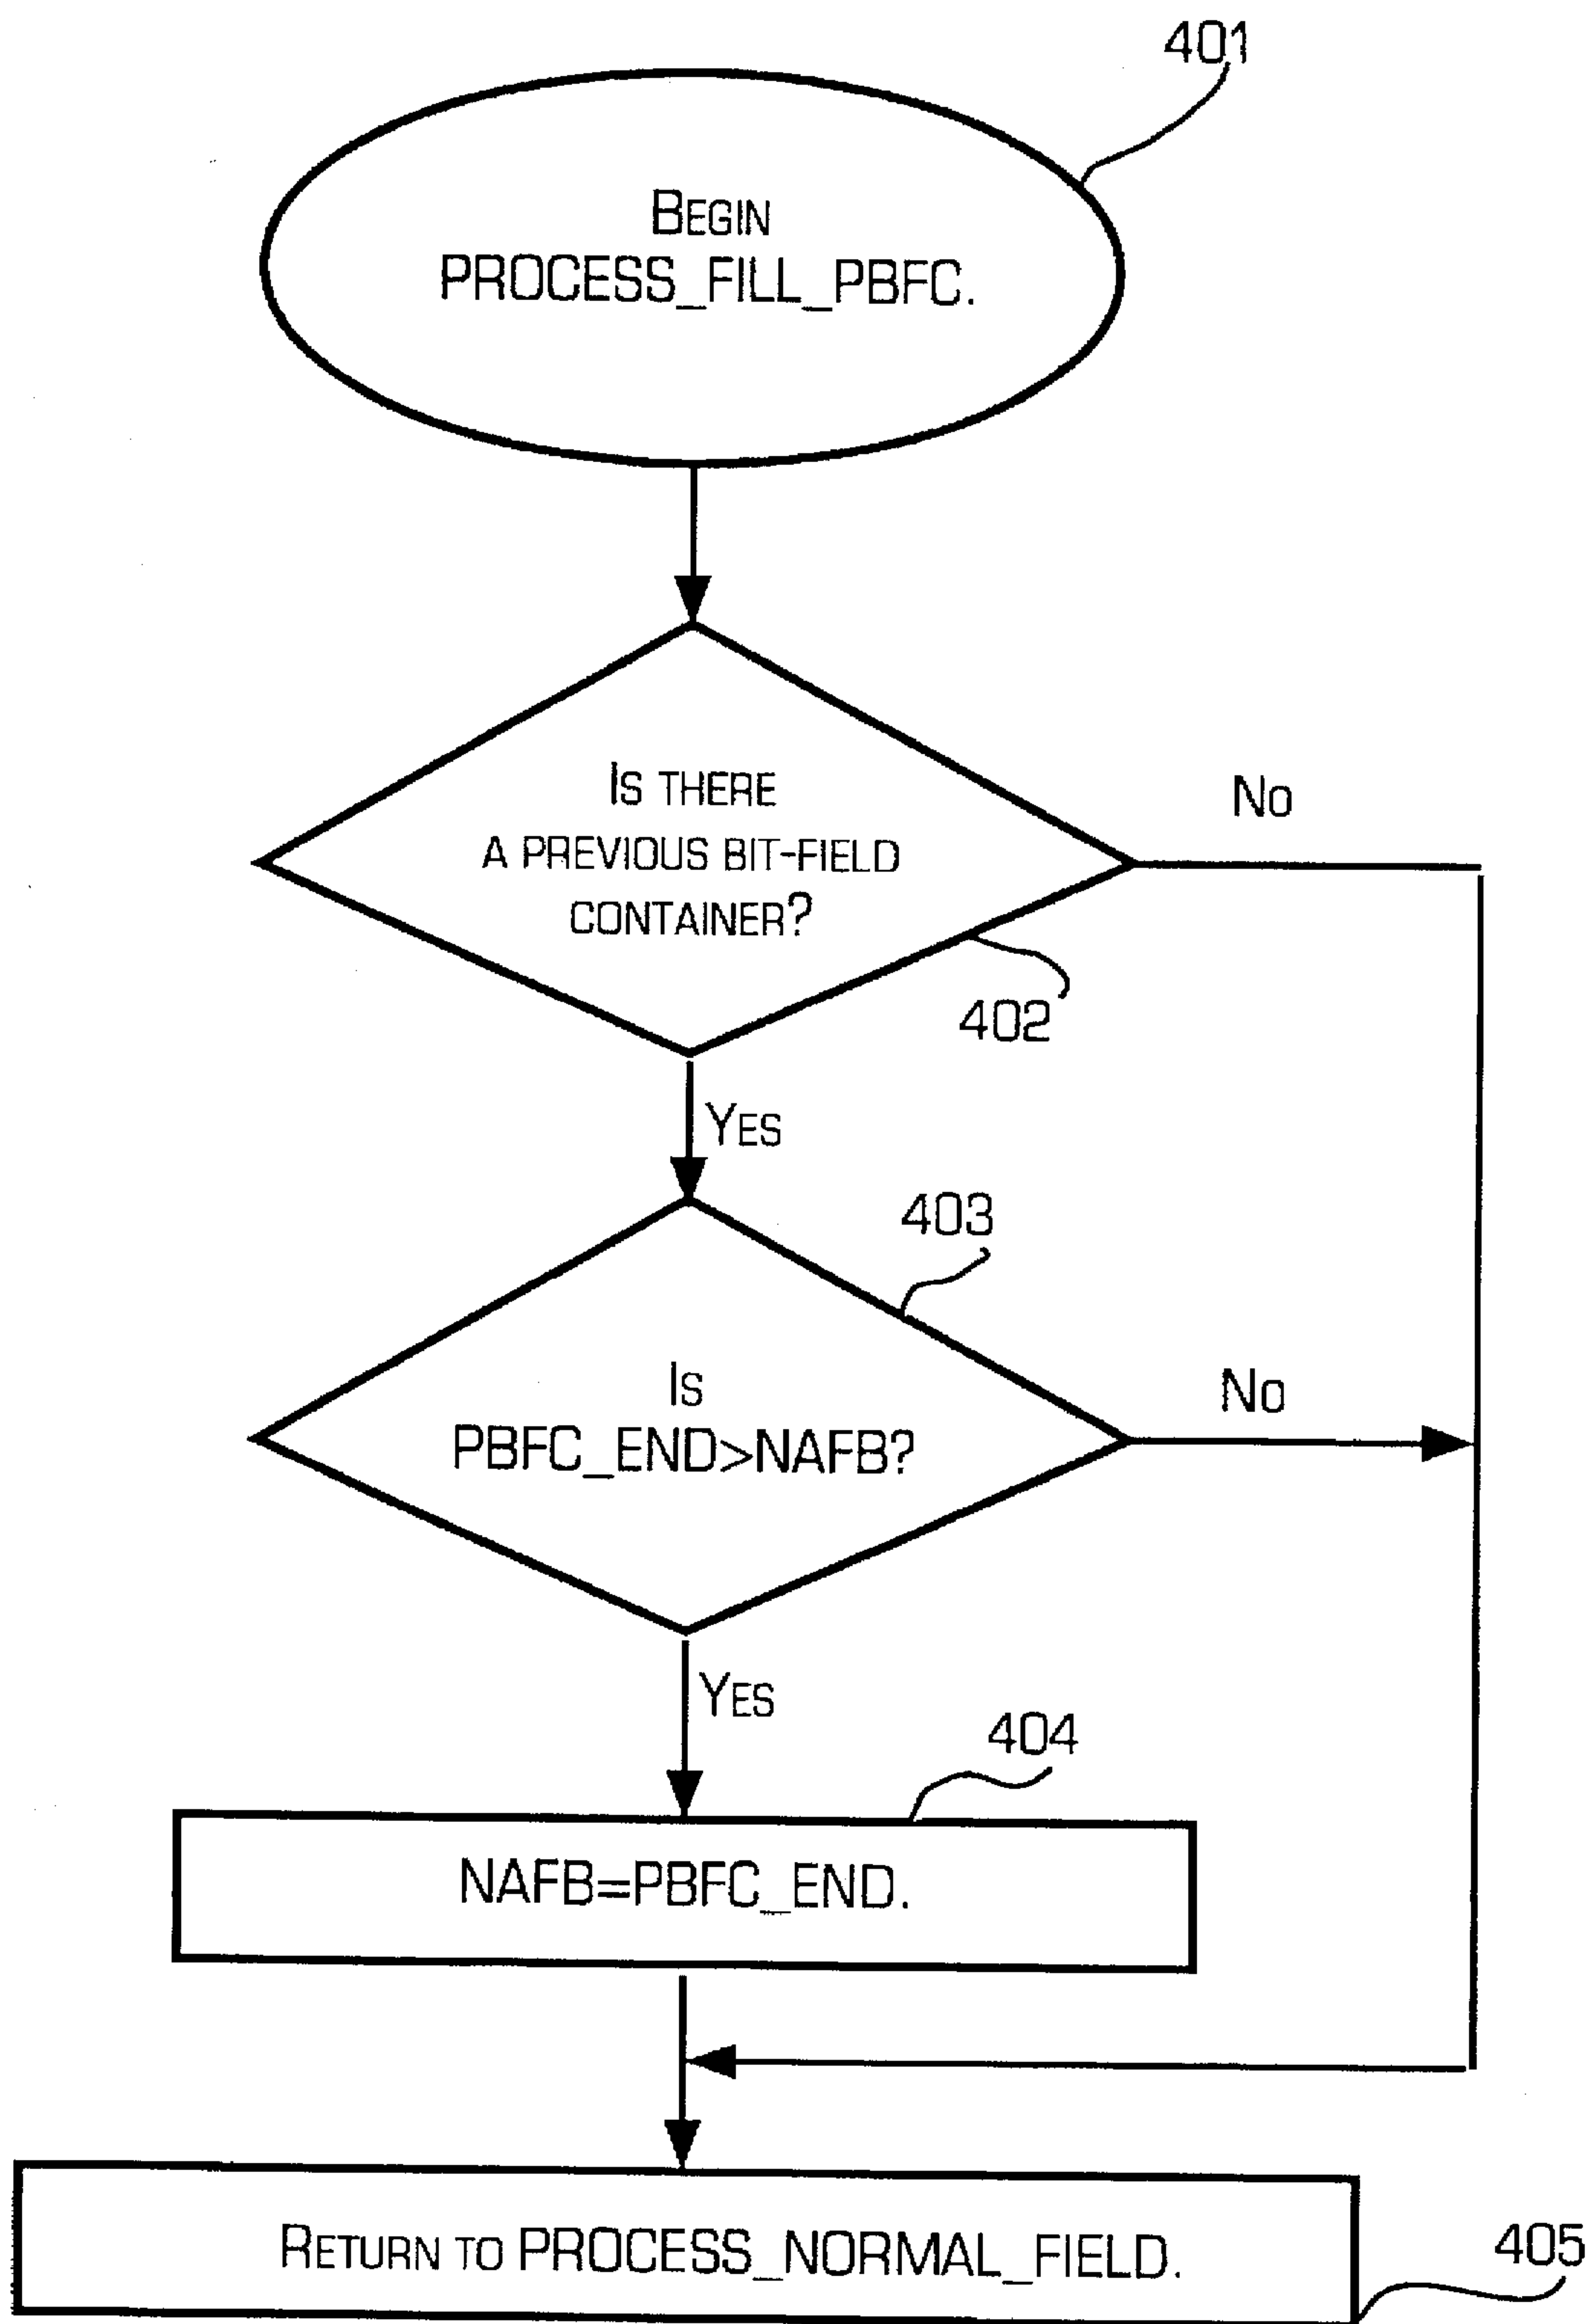 401
BEGIN
PROCESS_FILL_PBFC.
IS THERE
A PREVIOUS BIT-FIELD
CONTAINER?
NO
402
YES
403
IS
PBFC_END>NAFB?
NO
YES
404
NAFB=PBFC_END.
RETURN TO PROCESS_NORMAL_FIELD.
405